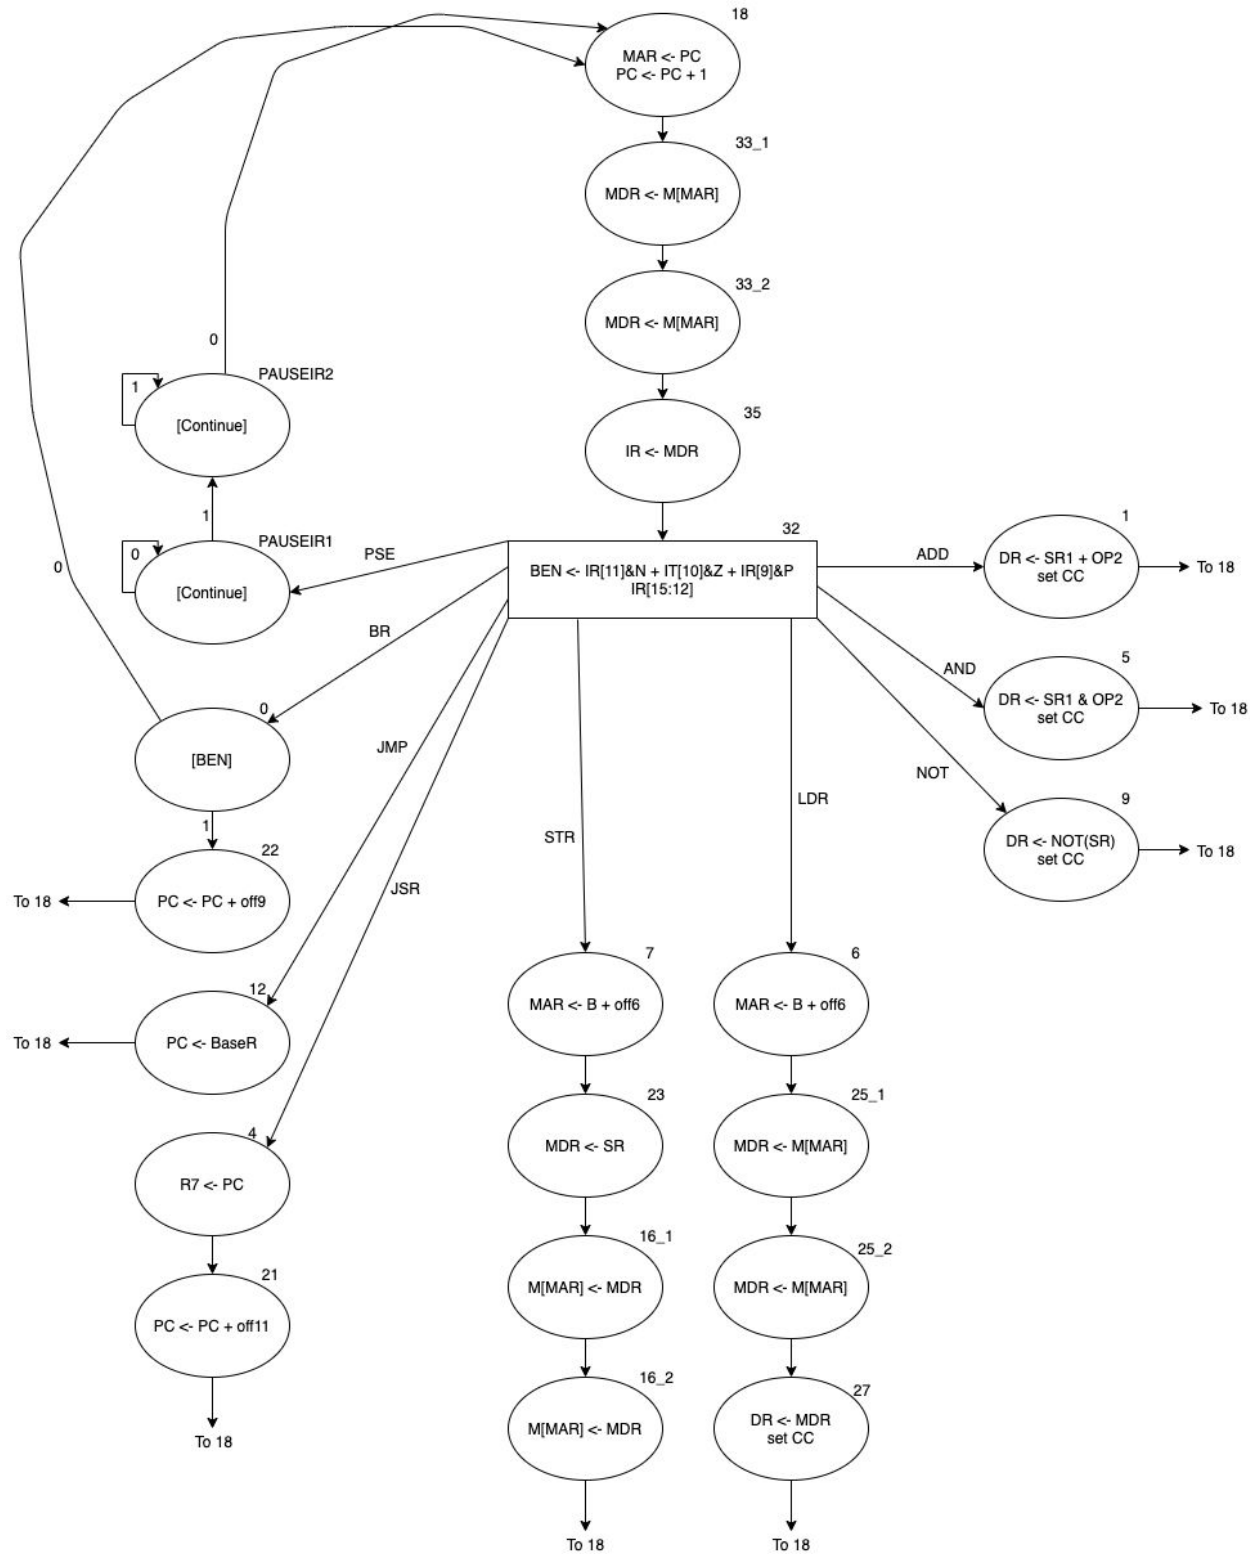 18
MAR <- PC
PC <- PC + 1
33_1
MDR <- M[MAR]
33_2
MDR <- M[MAR]
0
PAUSEIR2
1
[Continue]
35
IR <- MDR
1
PAUSEIR1
0
[Continue]
32
BEN <- IR[11]&N + IT[10]&Z + IR[9]&P
IR[15:12]
PSE
BR
JMP
JSR
STR
LDR
ADD
AND
NOT
1
DR <- SR1 + OP2
set CC
To 18
5
DR <- SR1 & OP2
set CC
To 18
9
DR <- NOT(SR)
set CC
To 18
0
0
[BEN]
1
22
PC <- PC + off9
To 18
12
PC <- BaseR
To 18
4
R7 <- PC
21
PC <- PC + off11
To 18
7
MAR <- B + off6
23
MDR <- SR
16_1
M[MAR] <- MDR
16_2
M[MAR] <- MDR
To 18
6
MAR <- B + off6
25_1
MDR <- M[MAR]
25_2
MDR <- M[MAR]
27
DR <- MDR
set CC
To 18